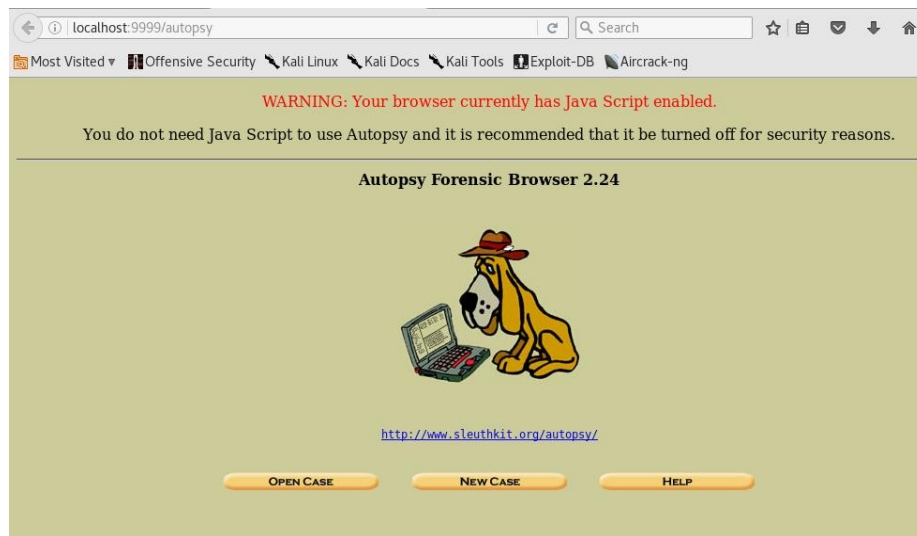 localhost:9999/autopsy
Search
Most Visited Offensive Security Kali Linux Kali Docs Kali Tools Exploit-DB Aircrack-ng
WARNING: Your browser currently has Java Script enabled.
You do not need Java Script to use Autopsy and it is recommended that it be turned off for security reasons.
Autopsy Forensic Browser 2.24
http://www.sleuthkit.org/autopsy/
OPEN CASE
NEW CASE
HELP